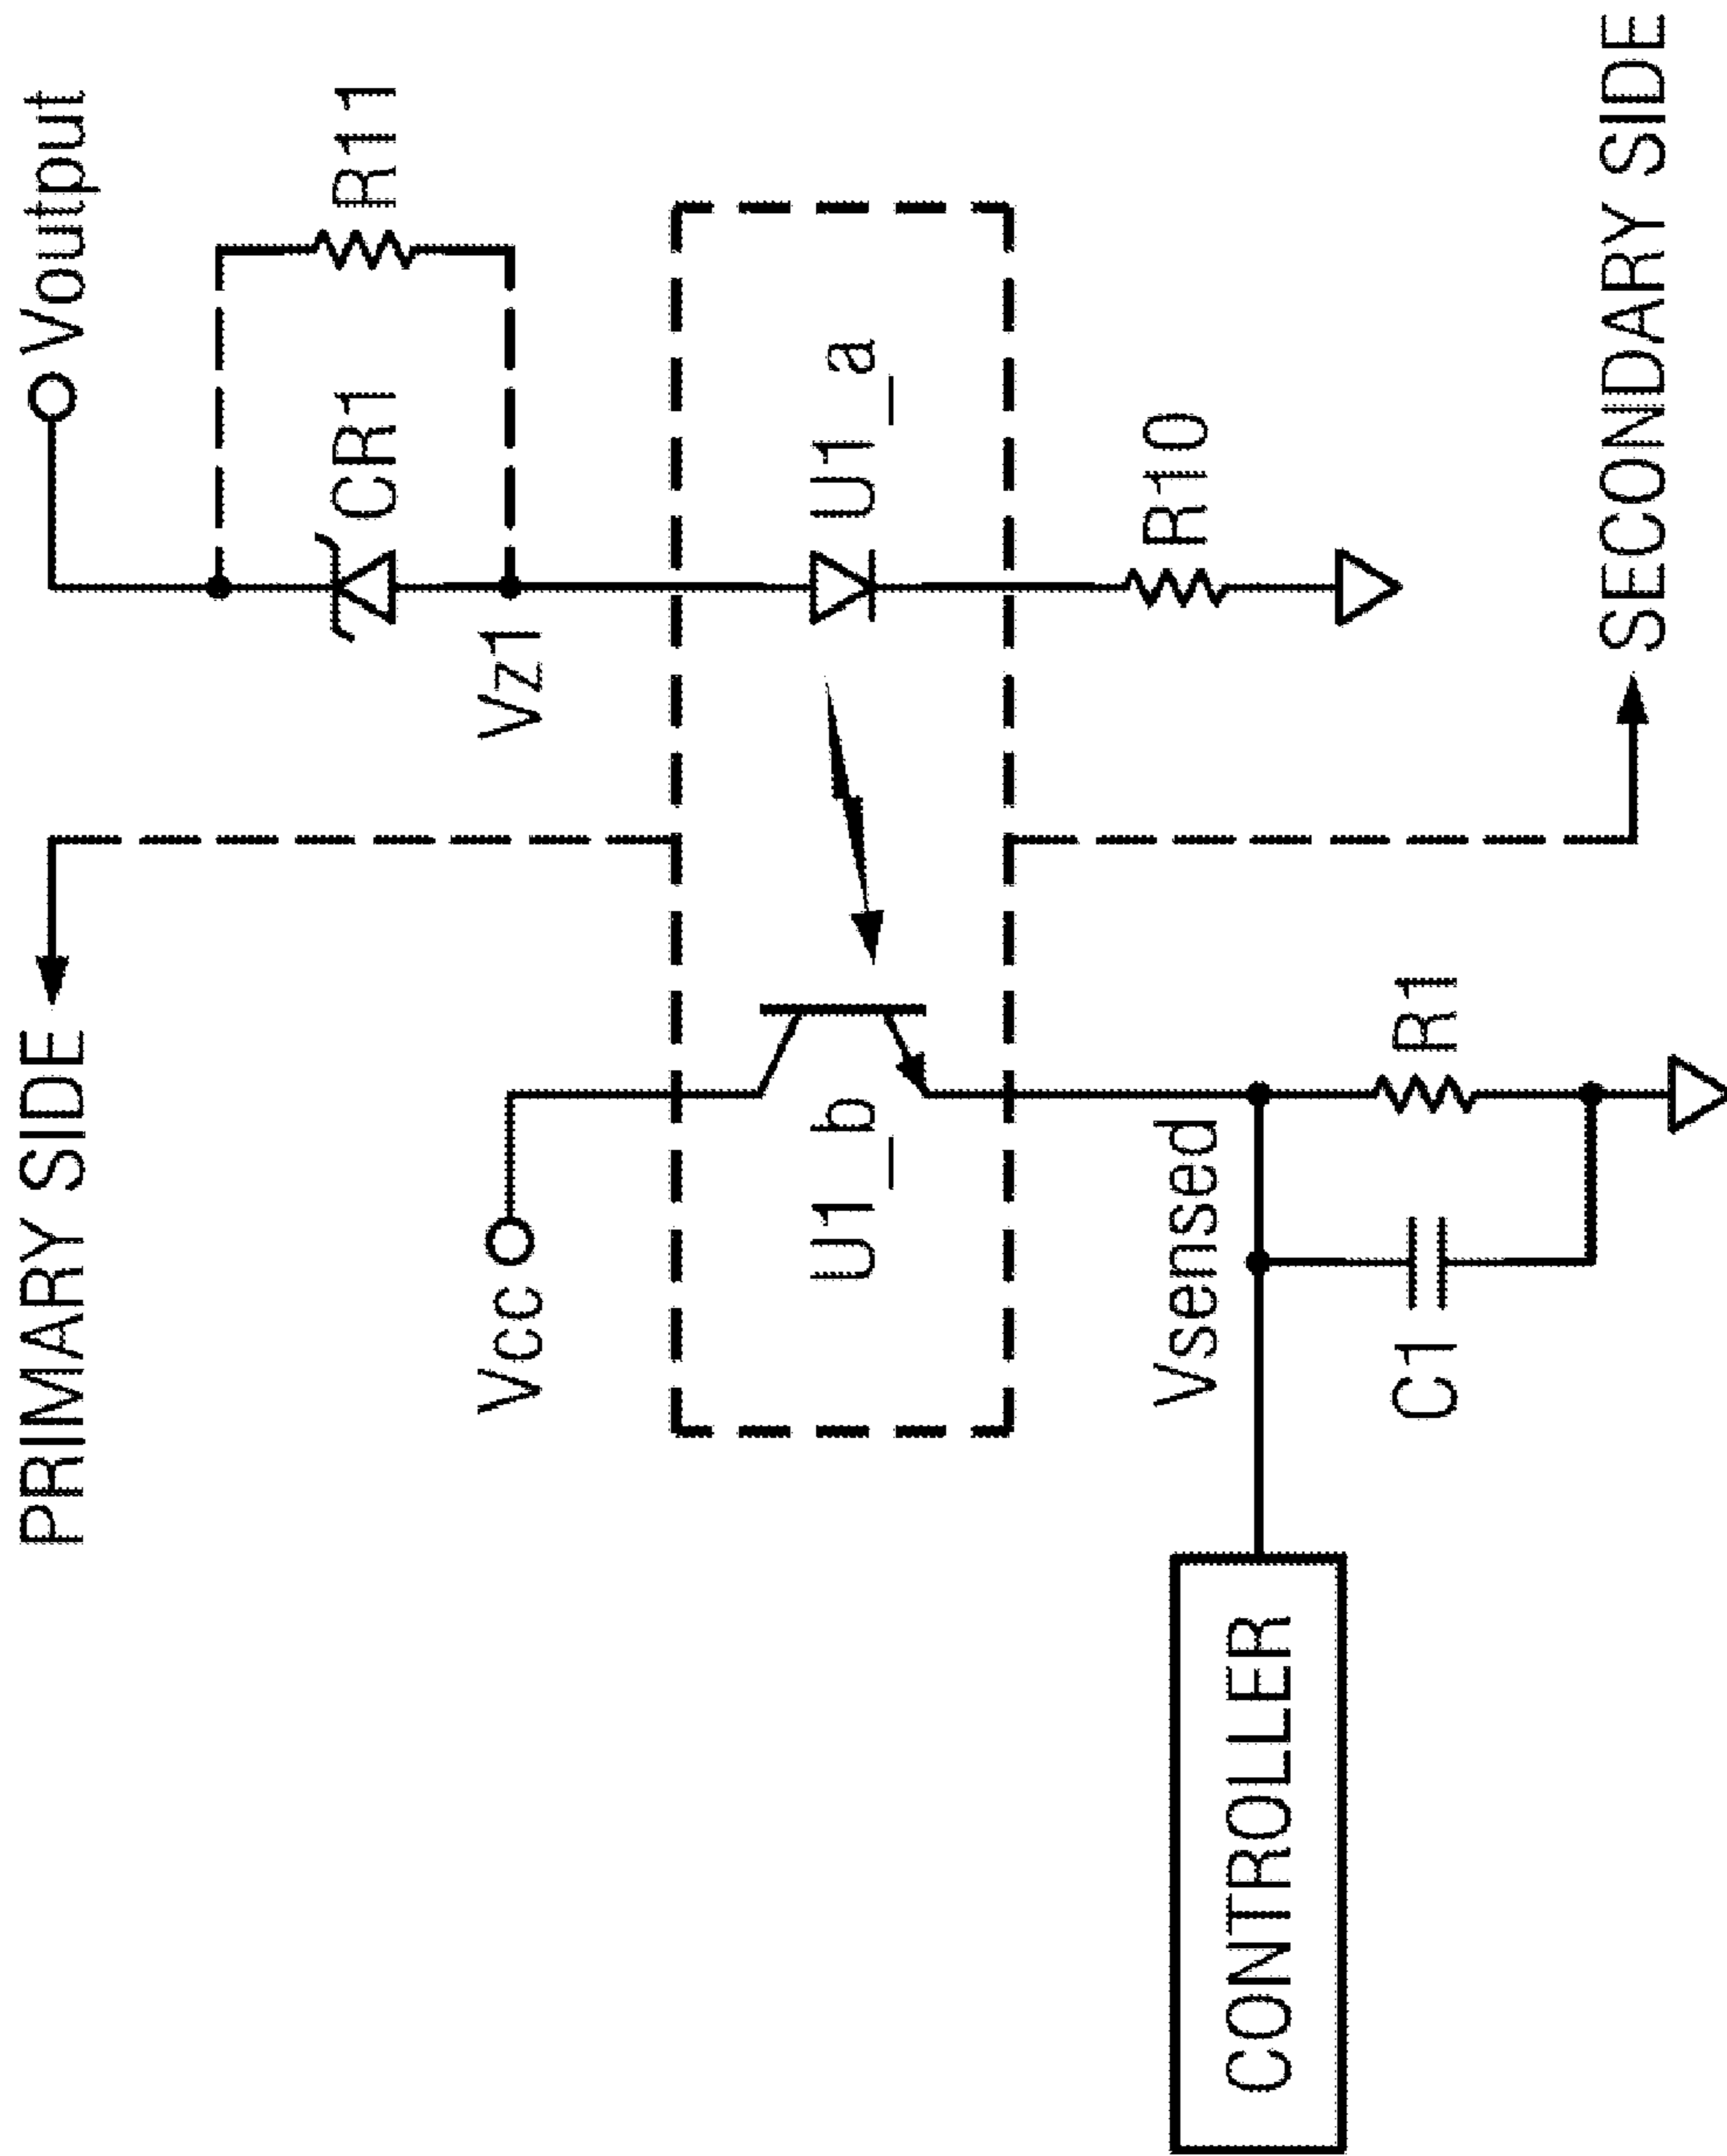 PRIMARY SIDE
Voutput
R11
CR1
Vz1
Vcc
U1_b
U1_a
R10
Vsensed
R1
C1
CONTROLLER
SECONDARY SIDE